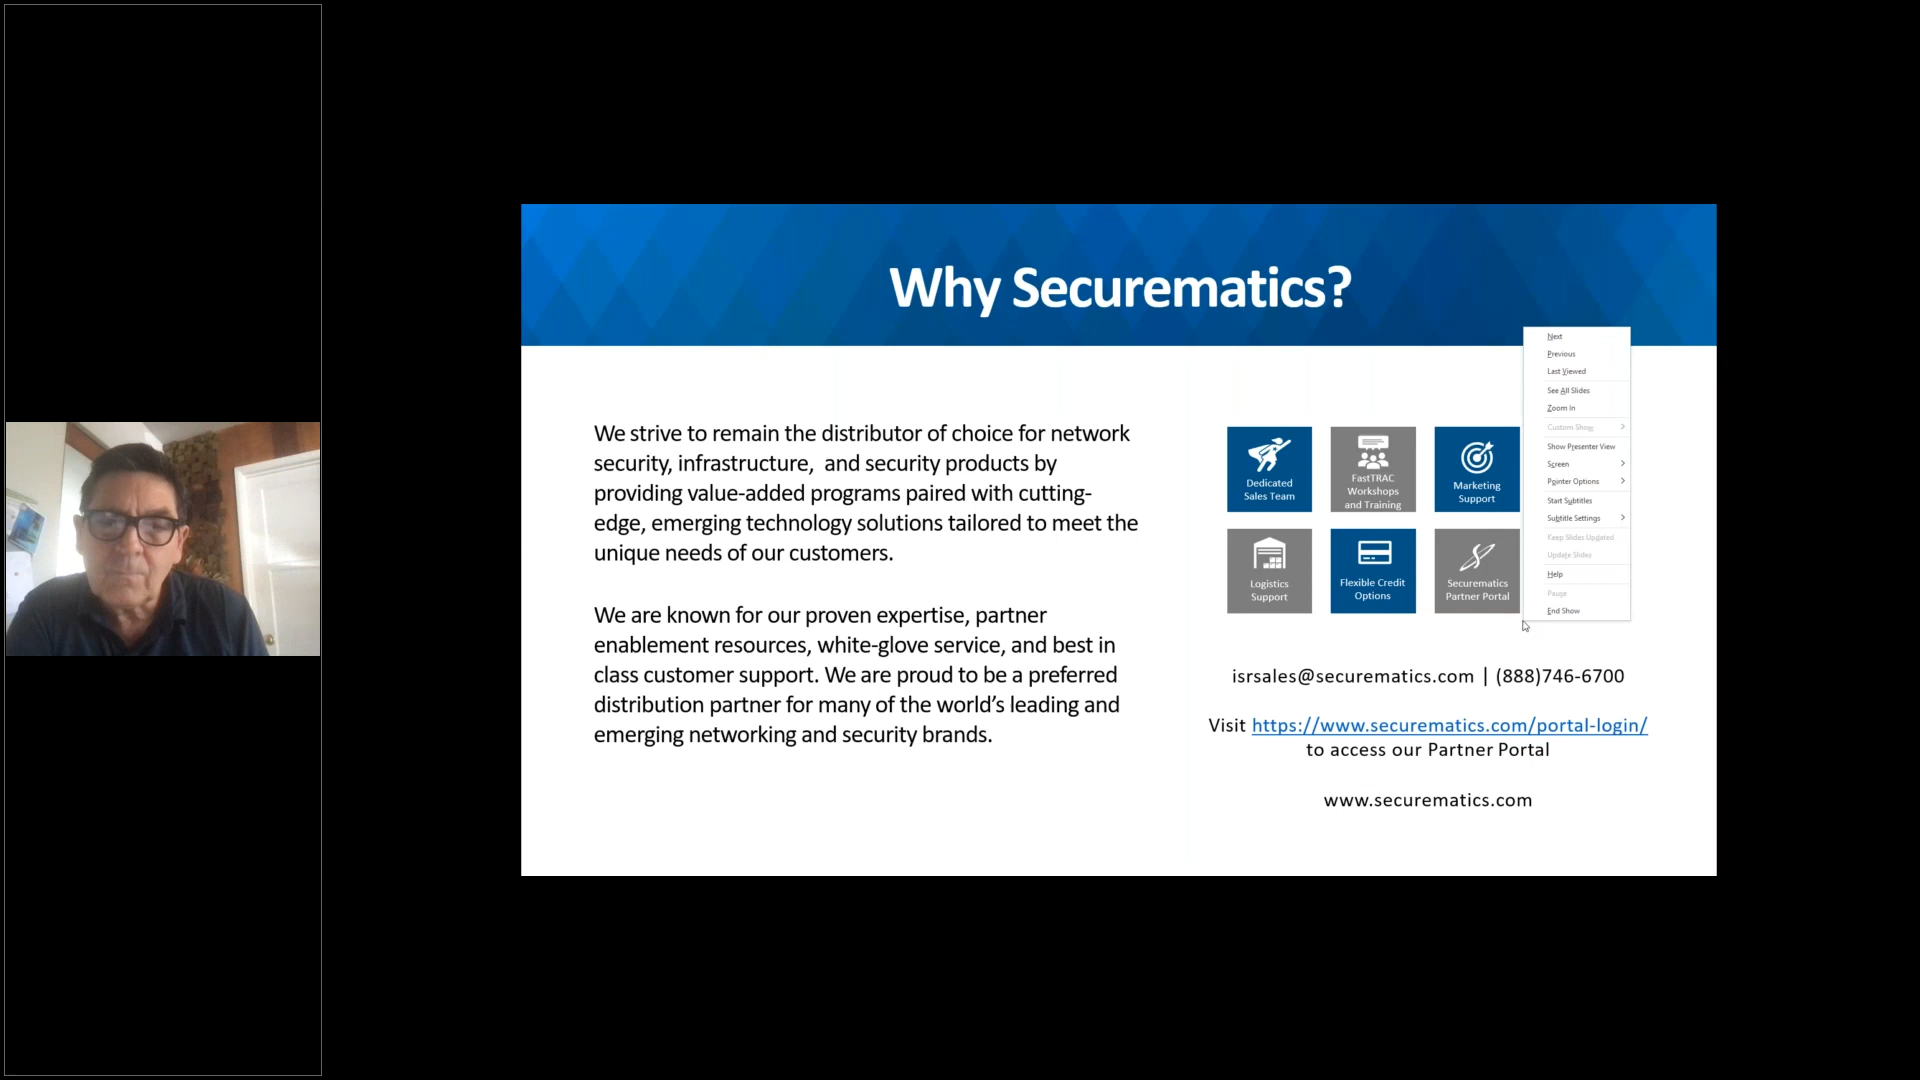 Why Securematics?
We strive to remain the distributor of choice for network
security, infrastructure,  and security products by
providing value-added programs paired with cutting-
edge, emerging technology solutions tailored to meet the
unique needs of our customers.
We are known for our proven expertise, partner
enablement resources, white-glove service, and best in
class customer support. We are proud to be a preferred
distribution partner for many of the world’s leading and
emerging networking and security brands.
Dedicated
Sales Team
FastTRAC
Workshops
and Training
Marketing
Support
Logistics
Support
Flexible Credit
Options
Securematics
Partner Portal
Next
Previous
Last Viewed
See All Slides
Zoom In
Custom Show
Show Presenter View
Screen
Pointer Options
Start Subtitles
Subtitle Settings
Keep Slides Updated
Update Slides
Help
Pause
End Show
isrsales@securematics.com | (888)746-6700
Visit https://www.securematics.com/portal-login/
to access our Partner Portal
www.securematics.com